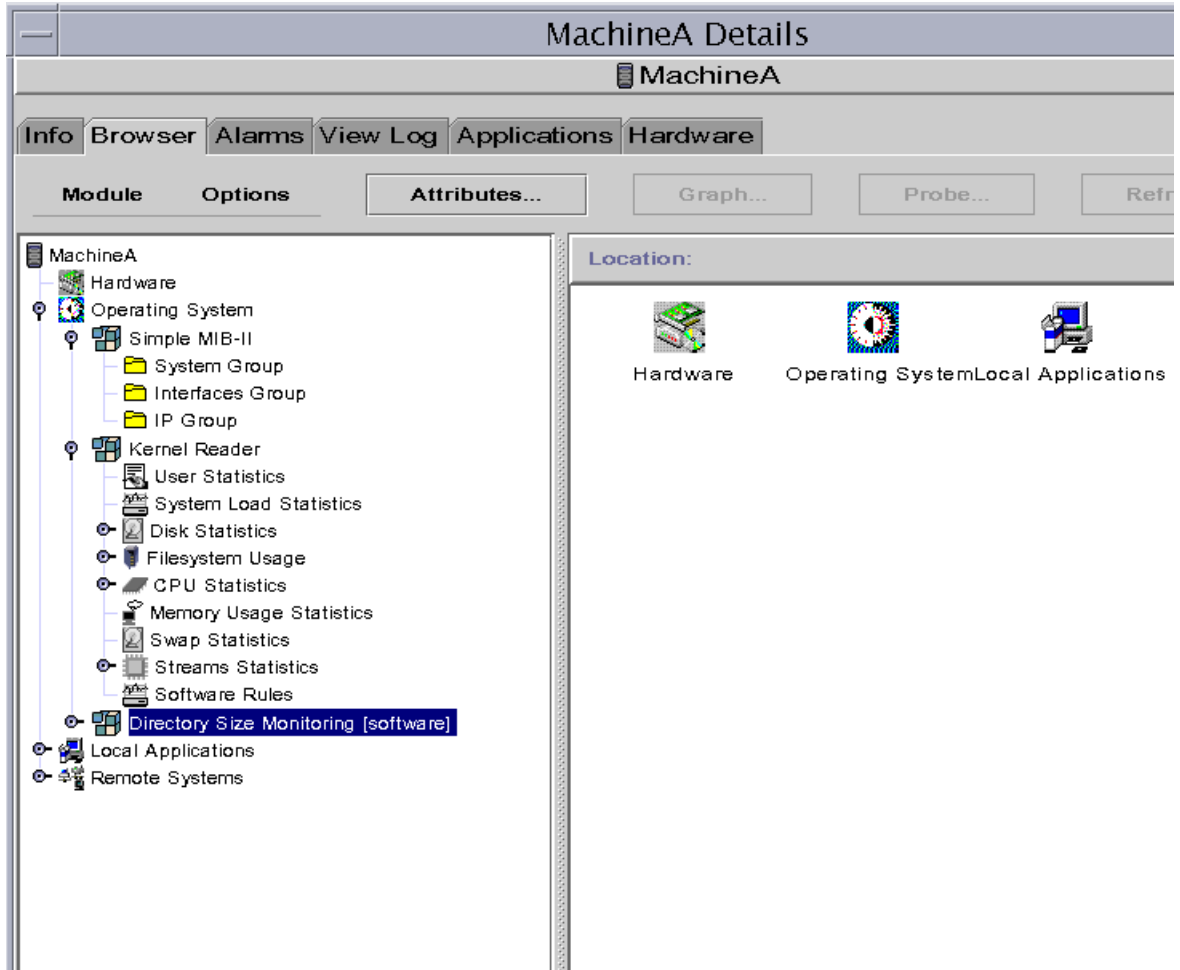 MachineA Details
MachineA
Info Browser Alarms View Log Applications Hardware
Module Options Attributes... Graph... Probe... Refr
MachineA
Hardware
Operating System
Simple MIB-II
System Group
Interfaces Group
IP Group
Kernel Reader
User Statistics
System Load Statistics
Disk Statistics
Filesystem Usage
CPU Statistics
Memory Usage Statistics
Swap Statistics
Streams Statistics
Software Rules
Directory Size Monitoring [software]
Local Applications
Remote Systems
Location:
Hardware Operating System Local Applications